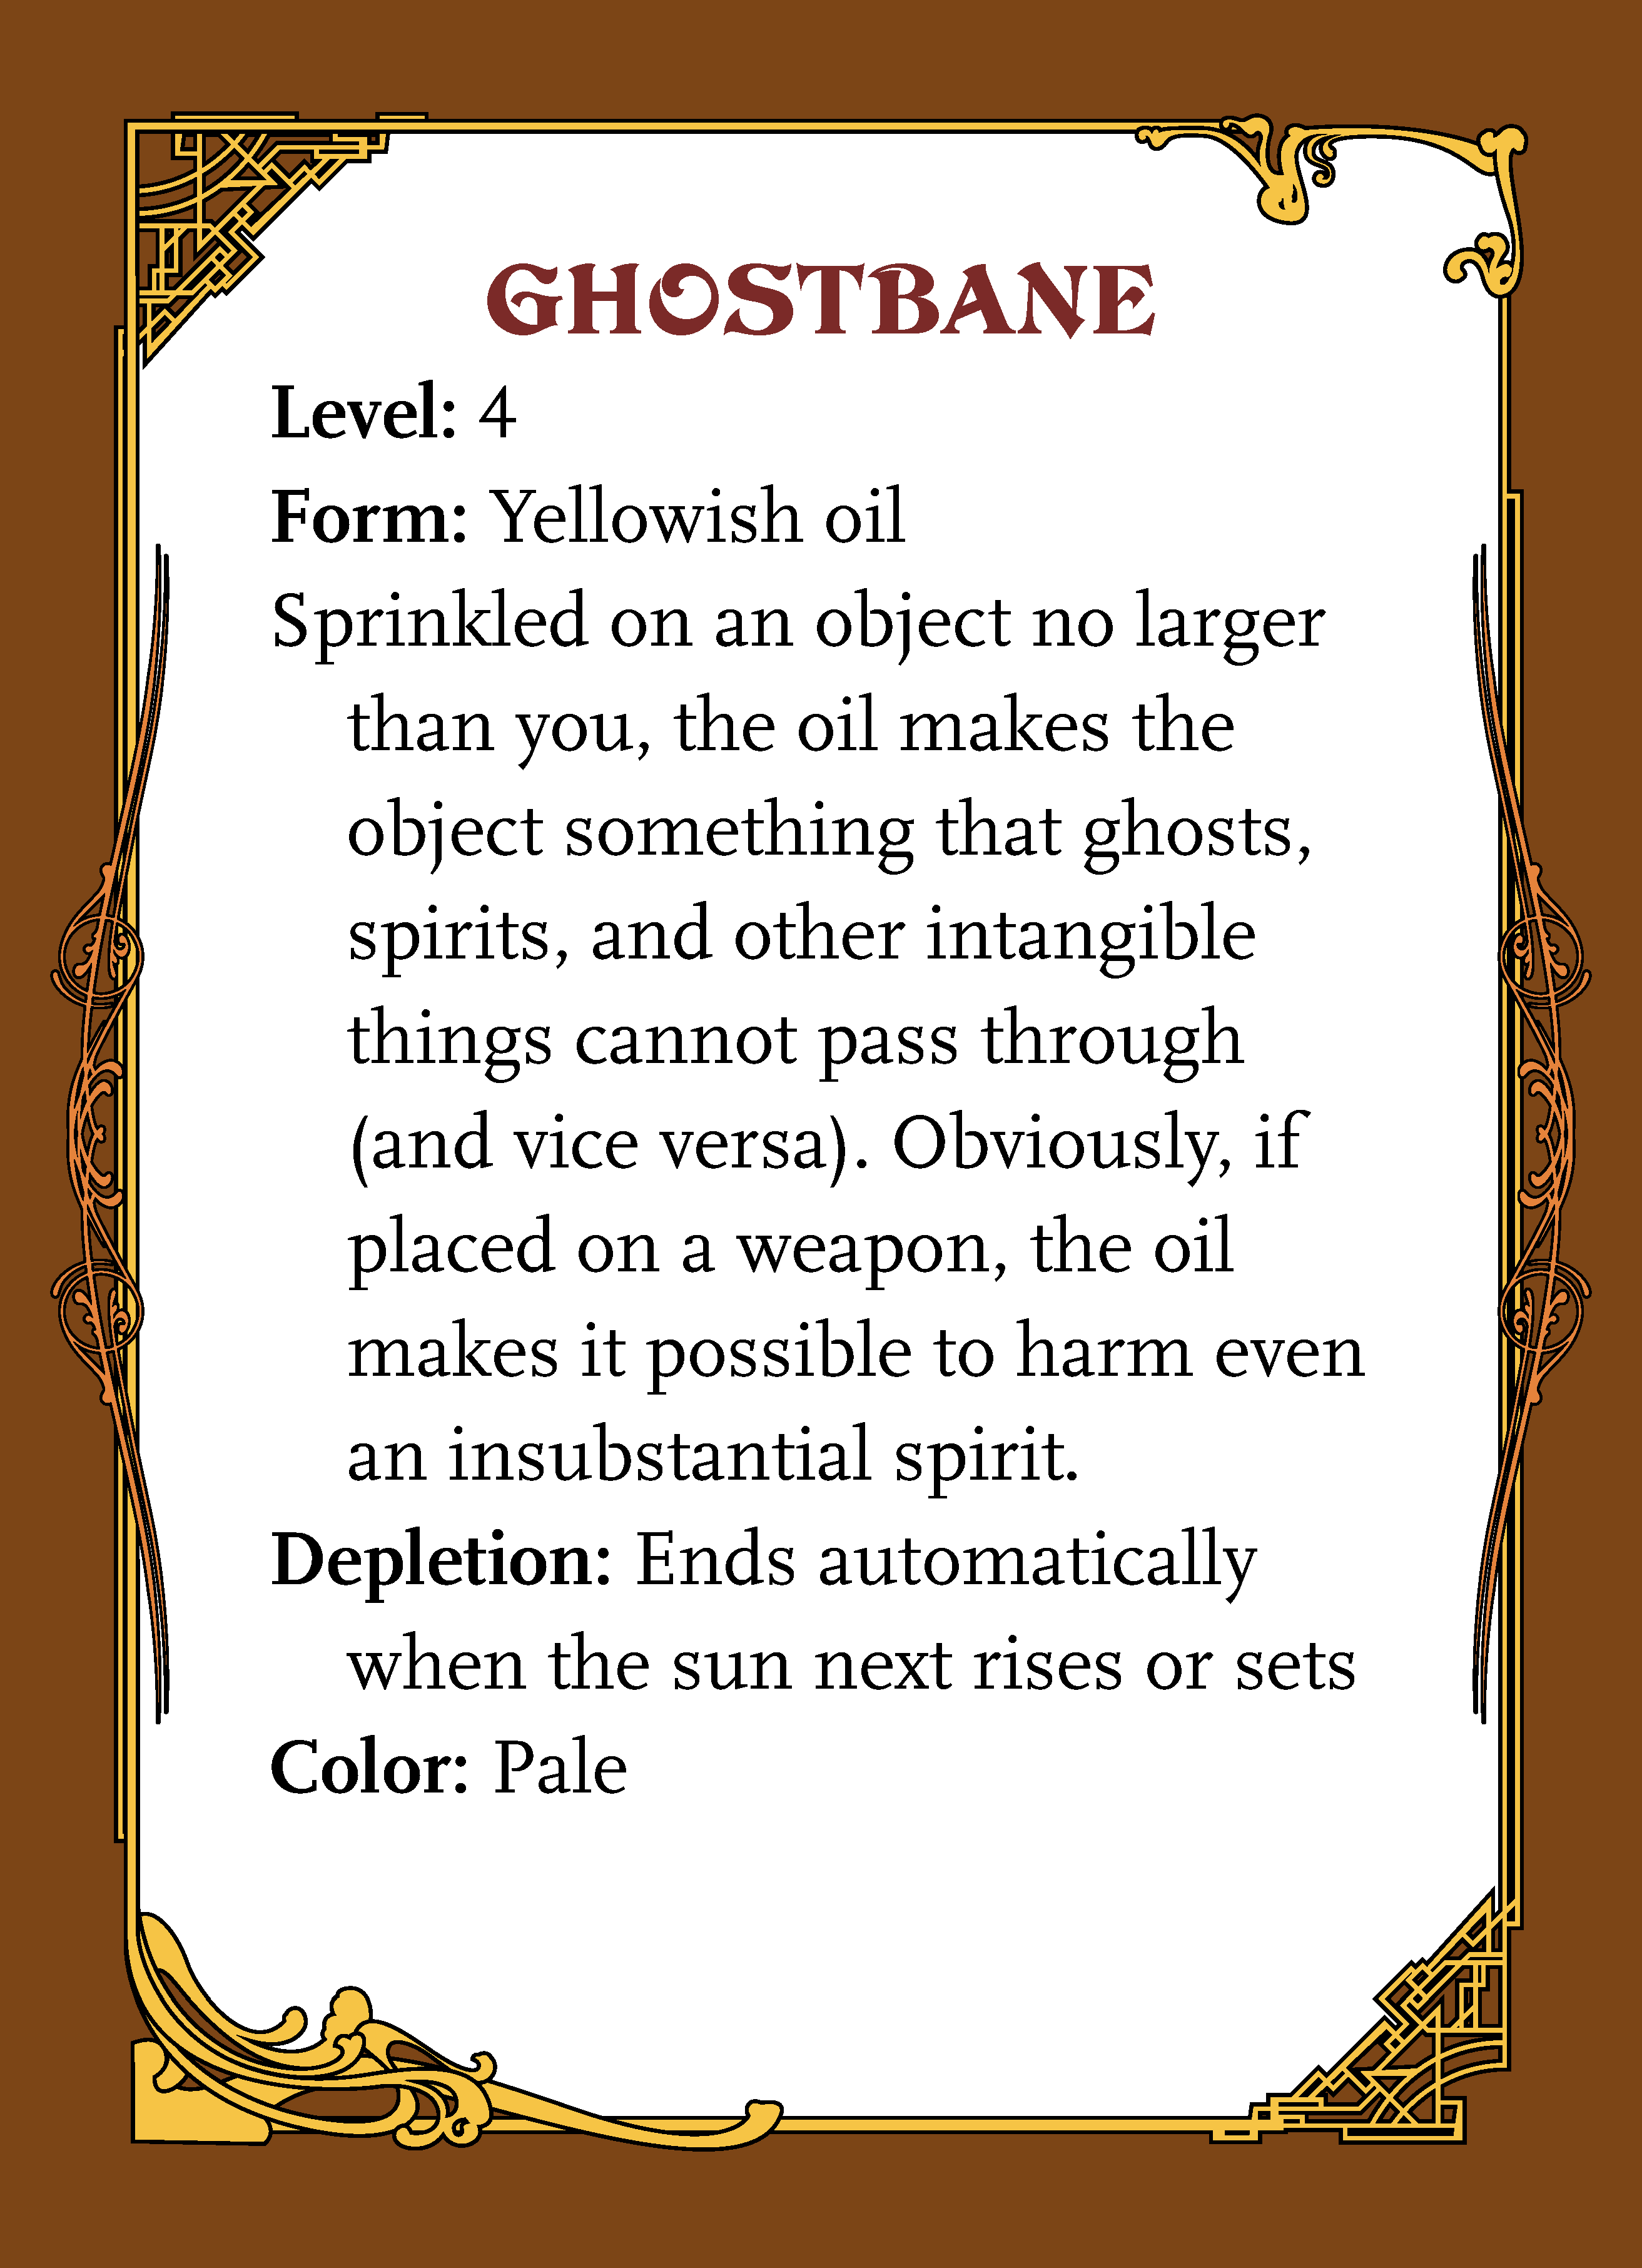 GHOSTBANE
Level: 4
Form: Yellowish oil
Sprinkled on an object no larger
than you, the oil makes the
object something that ghosts,
spirits, and other intangible
things cannot pass through
(and vice versa). Obviously, if
placed on a weapon, the oil
makes it possible to harm even
an insubstantial spirit.
Depletion: Ends automatically
when the sun next rises or sets
Color: Pale